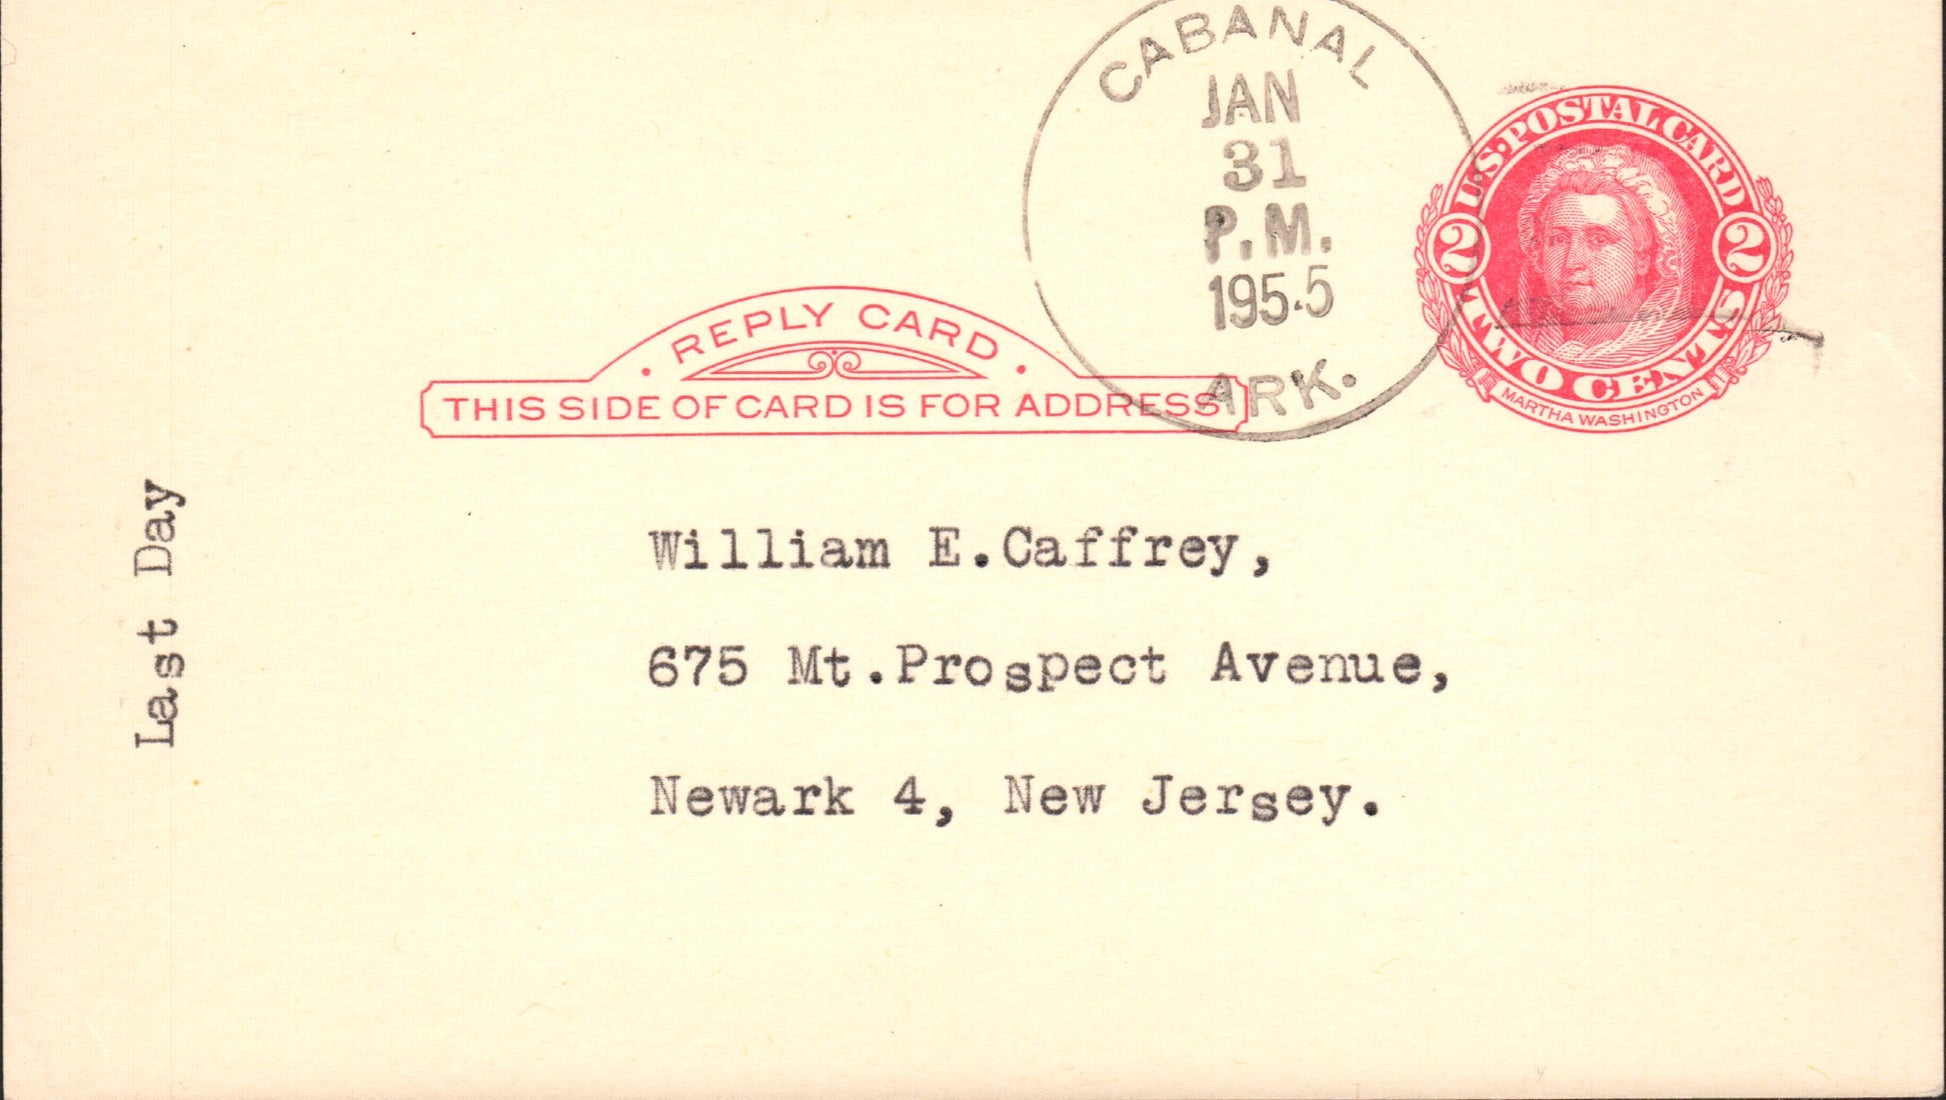 CABANAL
JAN
31
P.M.
1955
ARK.
U.S. POSTAL CARD
2 2
TWO CENTS
MARTHA WASHINGTON
· REPLY CARD ·
THIS SIDE OF CARD IS FOR ADDRESS
Last Day
William E.Caffrey,
675 Mt.Prospect Avenue,
Newark 4, New Jersey.